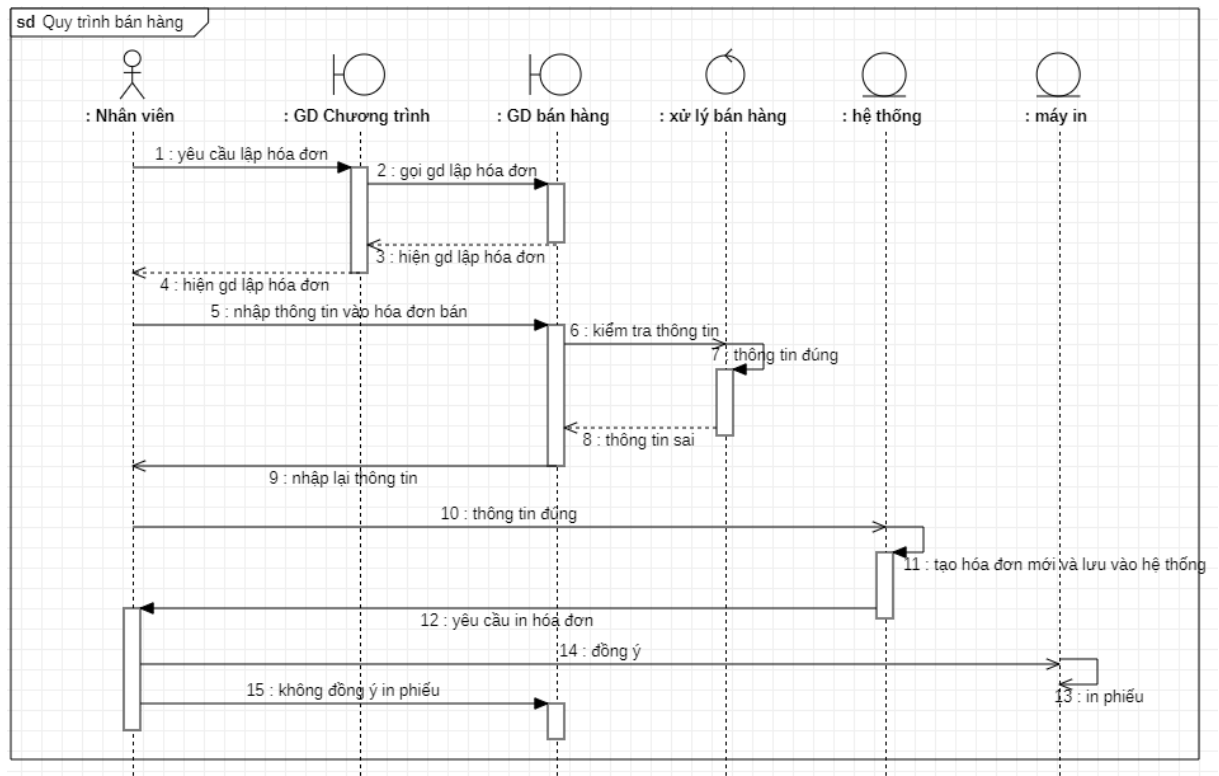 sd Quy trình bán hàng
: Nhân viên
: GD Chương trình
: GD bán hàng
: xử lý bán hàng
: hệ thống
: máy in
1 : yêu cầu lập hóa đơn
2 : gọi gd lập hóa đơn
3 : hiện gd lập hóa đơn
4 : hiện gd lập hóa đơn
5 : nhập thông tin vào hóa đơn bán
6 : kiểm tra thông tin
7 : thông tin đúng
8 : thông tin sai
9 : nhập lại thông tin
10 : thông tin đúng
11 : tạo hóa đơn mới và lưu vào hệ thống
12 : yêu cầu in hóa đơn
14 : đồng ý
15 : không đồng ý in phiếu
13 : in phiếu